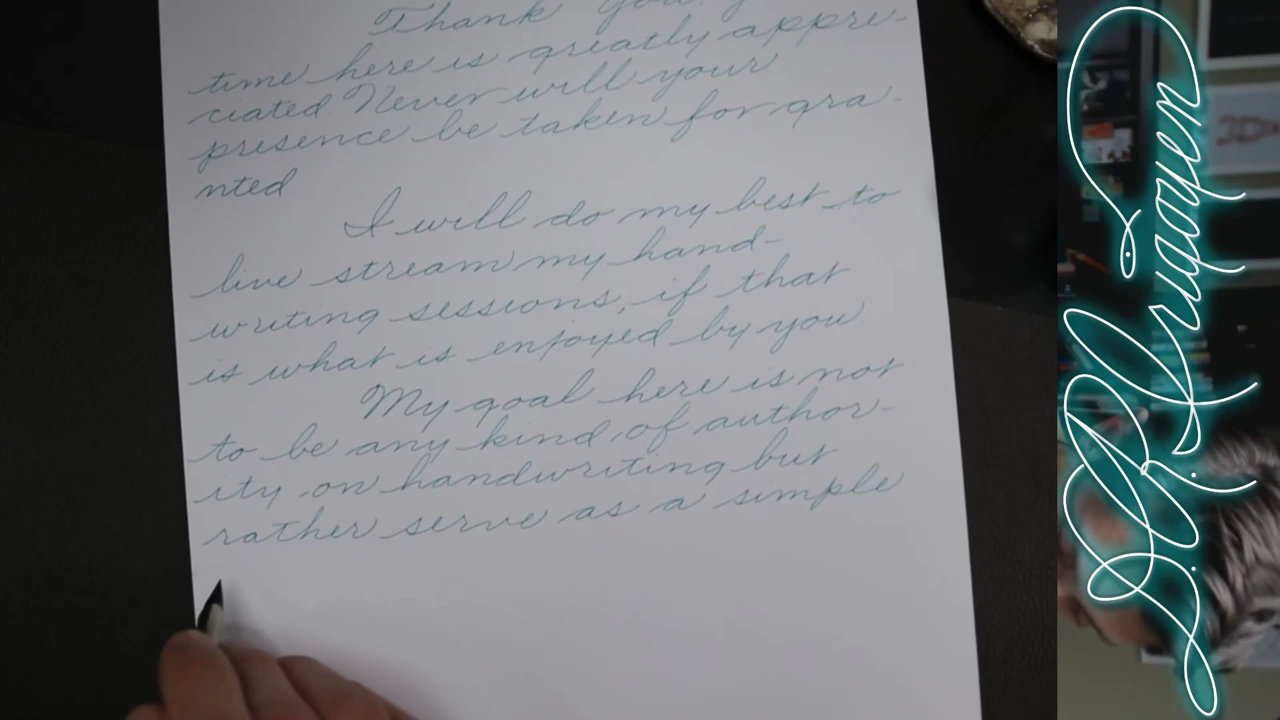 Thank you.
time here is greatly appre-
ciated. Never will your
presence be taken for gra-
nted.
I will do my best to
live stream my hand-
writing sessions, if that
is what is enjoyed by you.
My goal here is not
to be any kind of author-
ity on handwriting but
rather serve as a simple